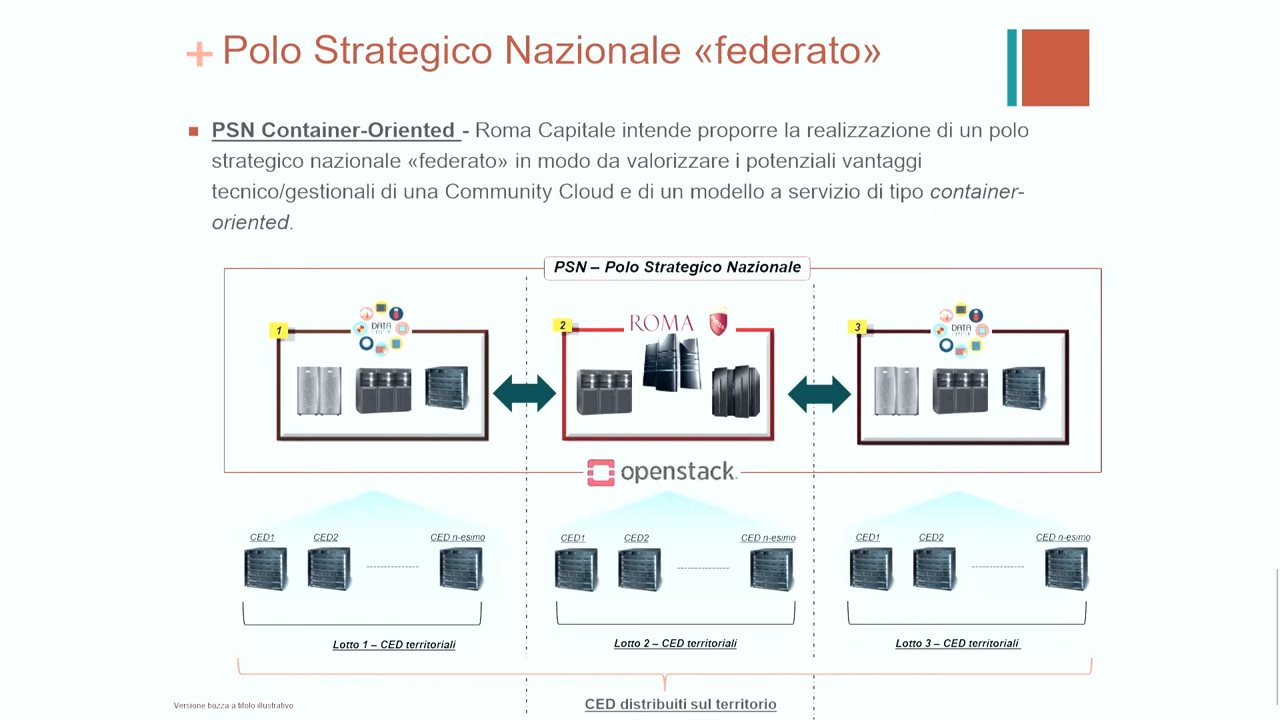 + Polo Strategico Nazionale «federato»
PSN Container-Oriented - Roma Capitale intende proporre la realizzazione di un polo
strategico nazionale «federato» in modo da valorizzare i potenziali vantaggi
tecnico/gestionali di una Community Cloud e di un modello a servizio di tipo container-
oriented.
PSN – Polo Strategico Nazionale
1
DATA
2
ROMA
3
DATA
openstack
CED1 CED2 CED n-esimo
CED1 CED2 CED n-esimo
CED1 CED2 CED n-esimo
Lotto 1 – CED territoriali
Lotto 2 – CED territoriali
Lotto 3 – CED territoriali
CED distribuiti sul territorio
Versione bozza a titolo illustrativo